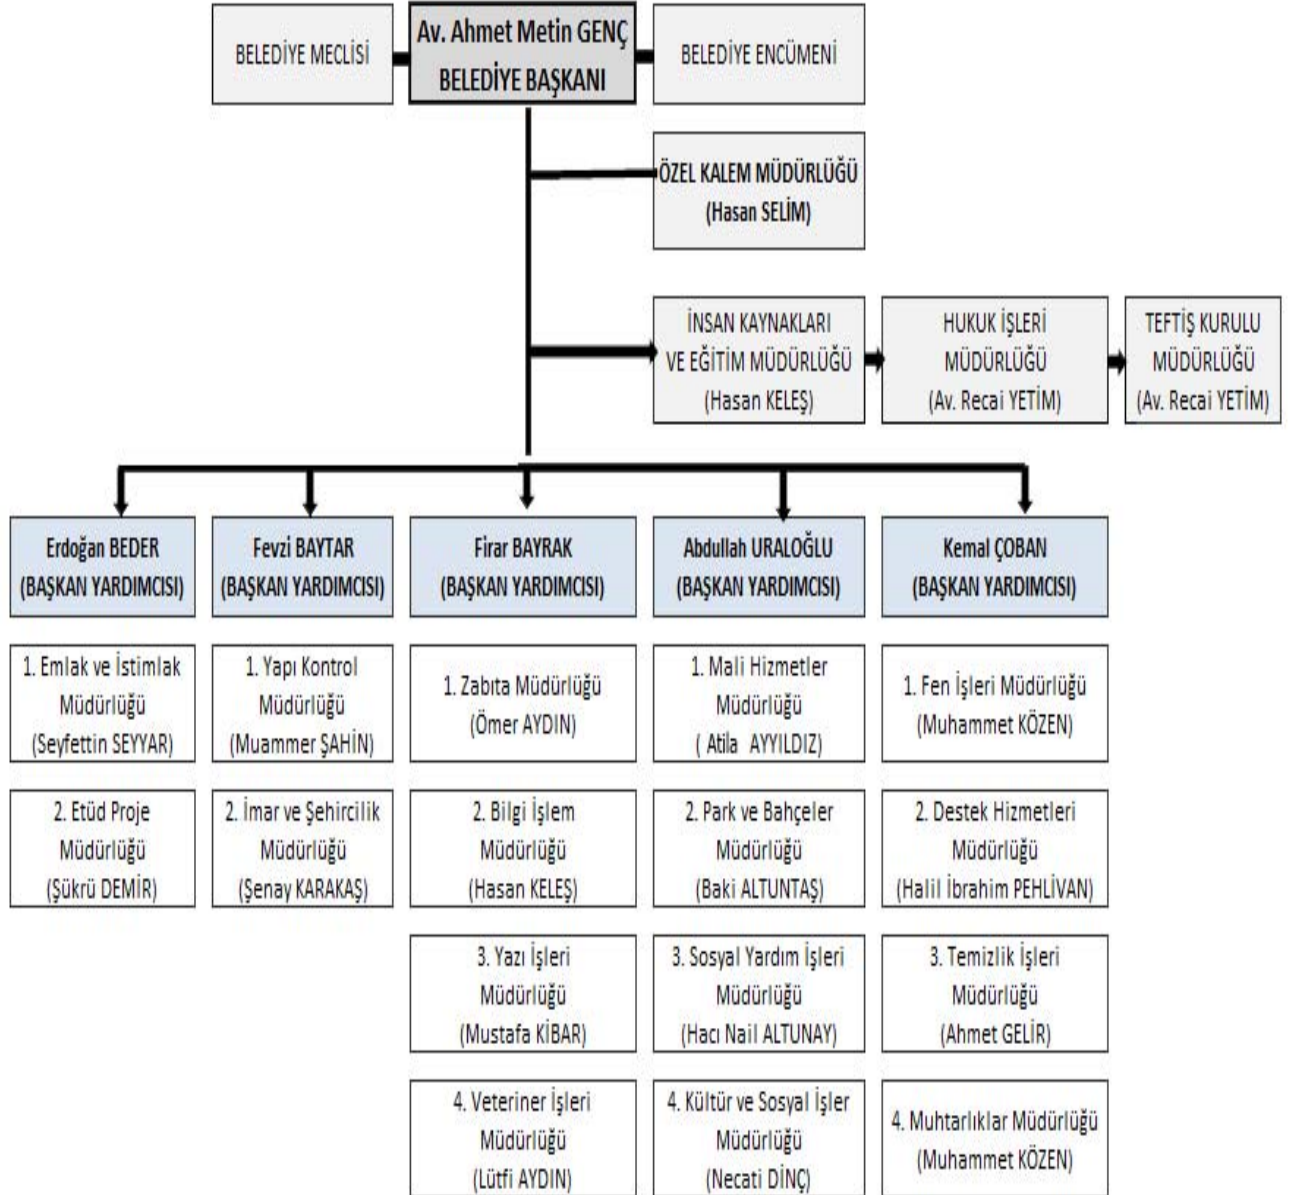 BELEDİYE MECLİSİ
Av. Ahmet Metin GENÇ
BELEDİYE BAŞKANI
BELEDİYE ENCÜMENİ
ÖZEL KALEM MÜDÜRLÜĞÜ
(Hasan SELİM)
İNSAN KAYNAKLARI
VE EĞİTİM MÜDÜRLÜĞÜ
(Hasan KELEŞ)
HUKUK İŞLERİ
MÜDÜRLÜĞÜ
(Av. Recai YETİM)
TEFTİŞ KURULU
MÜDÜRLÜĞÜ
(Av. Recai YETİM)
Erdoğan BEDER
(BAŞKAN YARDIMCISI)
Fevzi BAYTAR
(BAŞKAN YARDIMCISI)
Firar BAYRAK
(BAŞKAN YARDIMCISI)
Abdullah URALOĞLU
(BAŞKAN YARDIMCISI)
Kemal ÇOBAN
(BAŞKAN YARDIMCISI)
1. Emlak ve İstimlak
Müdürlüğü
(Seyfettin SEYYAR)
1. Yapı Kontrol
Müdürlüğü
(Muammer ŞAHİN)
1. Zabıta Müdürlüğü
(Ömer AYDIN)
1. Mali Hizmetler
Müdürlüğü
( Atila AYYILDIZ)
1. Fen İşleri Müdürlüğü
(Muhammet KÖZEN)
2. Etüd Proje
Müdürlüğü
(Şükrü DEMİR)
2. İmar ve Şehircilik
Müdürlüğü
(Şenay KARAKAŞ)
2. Bilgi İşlem
Müdürlüğü
(Hasan KELEŞ)
2. Park ve Bahçeler
Müdürlüğü
(Baki ALTUNTAŞ)
2. Destek Hizmetleri
Müdürlüğü
(Halil İbrahim PEHLİVAN)
3. Yazı İşleri
Müdürlüğü
(Mustafa KİBAR)
3. Sosyal Yardım İşleri
Müdürlüğü
(Hacı Nail ALTUNAY)
3. Temizlik İşleri
Müdürlüğü
(Ahmet GELİR)
4. Veteriner İşleri
Müdürlüğü
(Lütfi AYDIN)
4. Kültür ve Sosyal İşler
Müdürlüğü
(Necati DİNÇ)
4. Muhtarlıklar Müdürlüğü
(Muhammet KÖZEN)